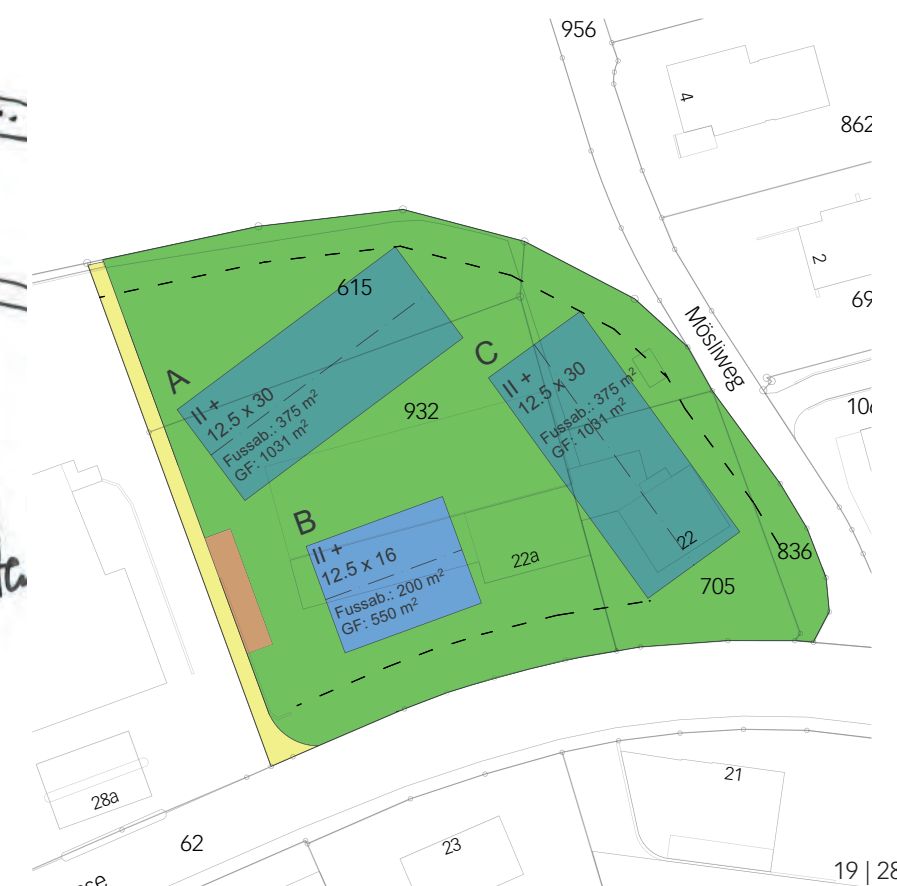 956
4
862
2
615
69
Mösliweg
A
II +
12.5 x 30
Fussab.: 375 m²
GF: 1031 m²
C
II +
12.5 x 30
Fussab.: 375 m²
GF: 1031 m²
932
10
B
II +
12.5 x 16
Fussab.: 200 m²
GF: 550 m²
22a
22
836
705
28a
62
23
21
19 | 28